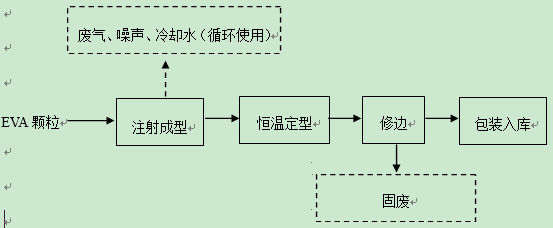 废气、噪声、冷却水（循环使用）
EVA 颗粒
注射成型
恒温定型
修边
包装入库
固废